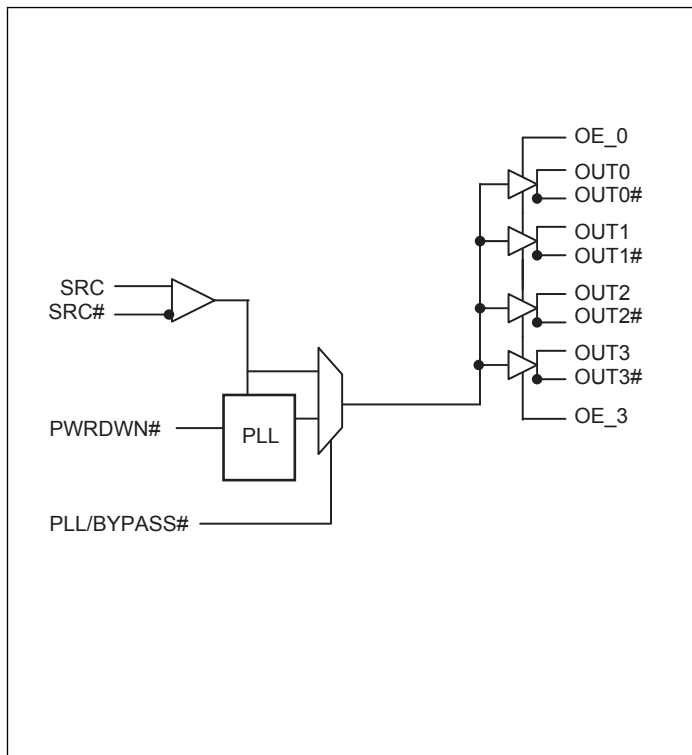 SRC
SRC#
PWRDWN#
PLL
PLL/BYPASS#
OE_0
OUT0
OUT0#
OUT1
OUT1#
OUT2
OUT2#
OUT3
OUT3#
OE_3